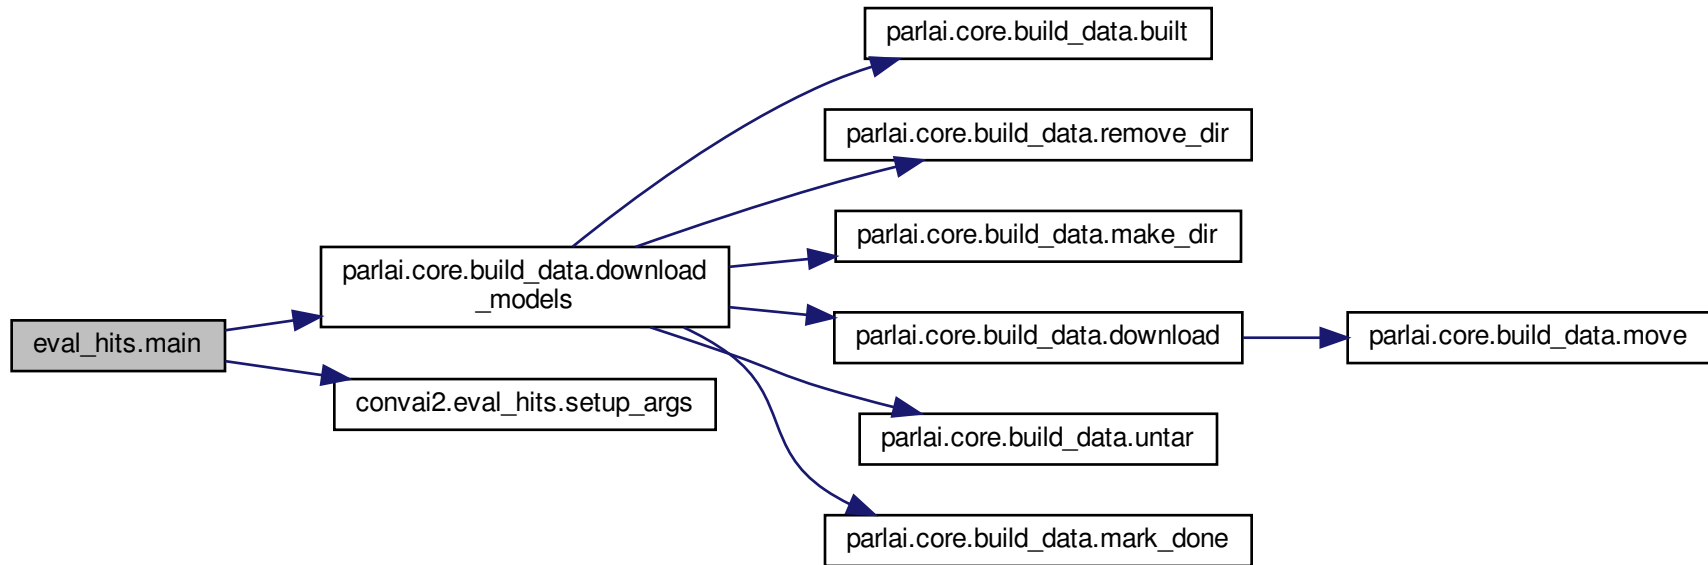 eval_hits.main
parlai.core.build_data.download
_models
convai2.eval_hits.setup_args
parlai.core.build_data.built
parlai.core.build_data.remove_dir
parlai.core.build_data.make_dir
parlai.core.build_data.download
parlai.core.build_data.untar
parlai.core.build_data.mark_done
parlai.core.build_data.move